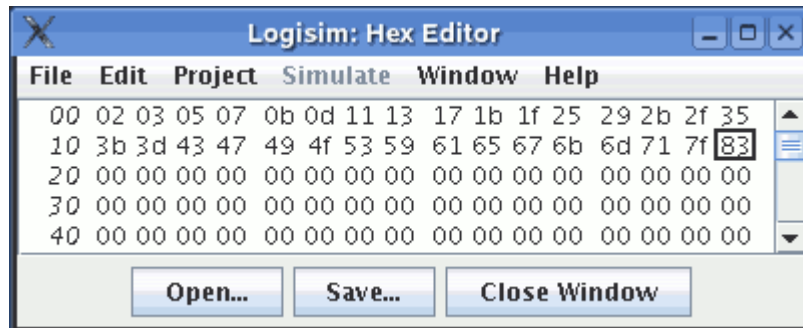 Logisim: Hex Editor
File Edit Project Simulate Window Help
00 02 03 05 07 0b 0d 11 13 17 1b 1f 25 29 2b 2f 35
10 3b 3d 43 47 49 4f 53 59 61 65 67 6b 6d 71 7f 83
20 00 00 00 00 00 00 00 00 00 00 00 00 00 00 00 00
30 00 00 00 00 00 00 00 00 00 00 00 00 00 00 00 00
40 00 00 00 00 00 00 00 00 00 00 00 00 00 00 00 00
Open... Save... Close Window